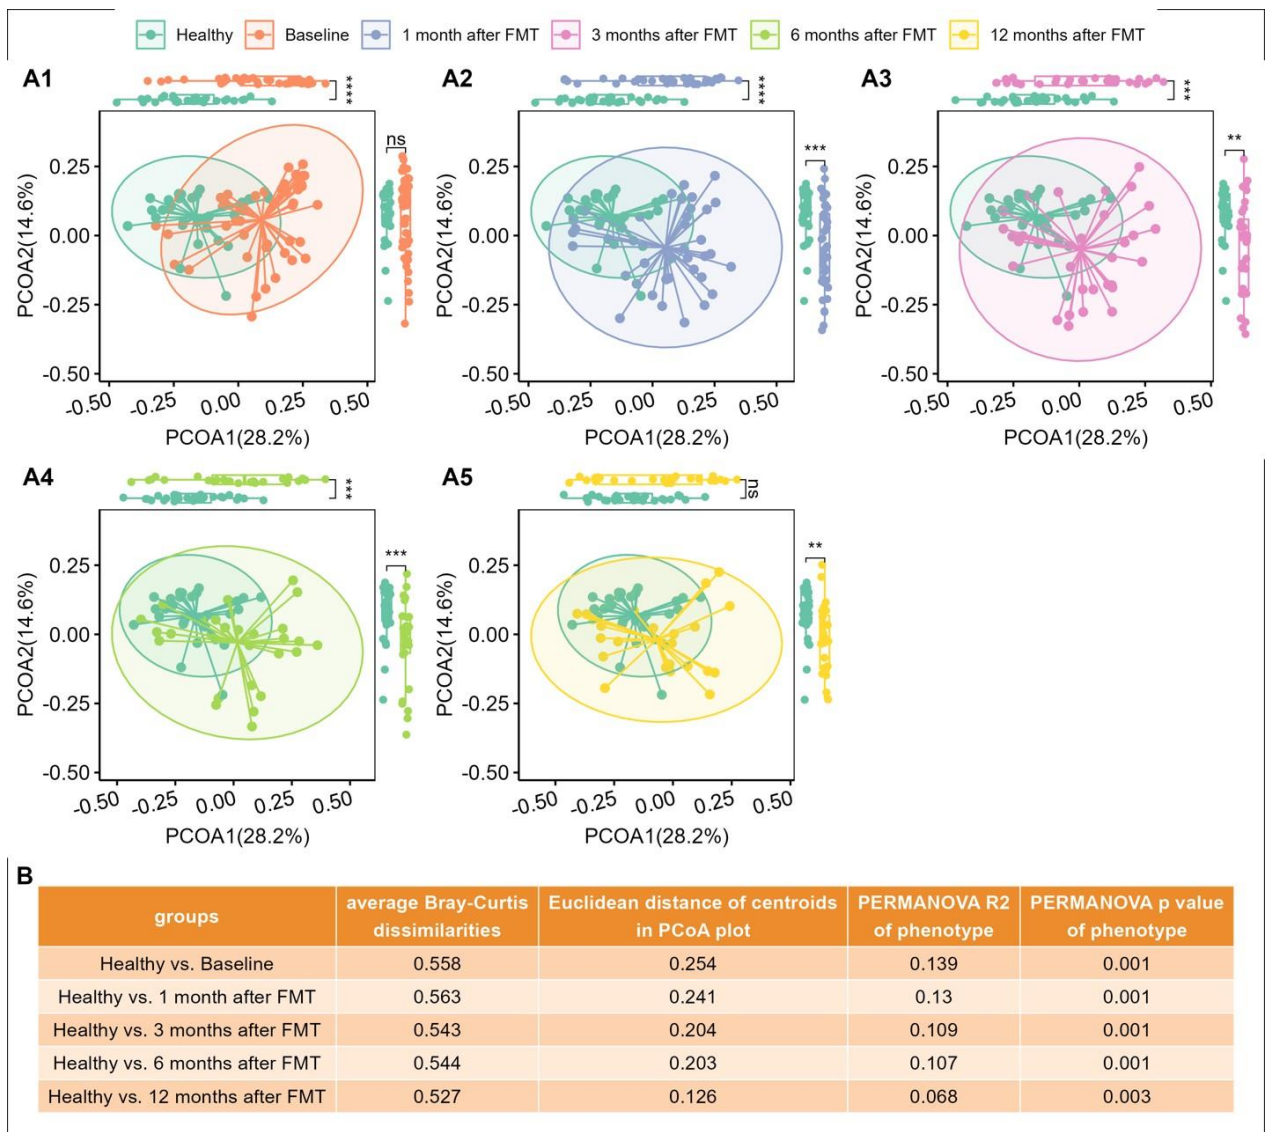 Healthy Baseline 1 month after FMT 3 months after FMT 6 months after FMT 12 months after FMT
A1
****
ns
PCOA2(14.6%)
0.25
0.00
-0.25
-0.50
-0.50 -0.25 0.00 0.25 0.50
PCOA1(28.2%)
A2
****
***
PCOA2(14.6%)
0.25
0.00
-0.25
-0.50
-0.50 -0.25 0.00 0.25 0.50
PCOA1(28.2%)
A3
***
**
PCOA2(14.6%)
0.25
0.00
-0.25
-0.50
-0.50 -0.25 0.00 0.25 0.50
PCOA1(28.2%)
A4
***
***
PCOA2(14.6%)
0.25
0.00
-0.25
-0.50
-0.50 -0.25 0.00 0.25 0.50
PCOA1(28.2%)
A5
ns
**
PCOA2(14.6%)
0.25
0.00
-0.25
-0.50
-0.50 -0.25 0.00 0.25 0.50
PCOA1(28.2%)
B
groups
average Bray-Curtis
dissimilarities
Euclidean distance of centroids
in PCoA plot
PERMANOVA R2
of phenotype
PERMANOVA p value
of phenotype
Healthy vs. Baseline 0.558 0.254 0.139 0.001
Healthy vs. 1 month after FMT 0.563 0.241 0.13 0.001
Healthy vs. 3 months after FMT 0.543 0.204 0.109 0.001
Healthy vs. 6 months after FMT 0.544 0.203 0.107 0.001
Healthy vs. 12 months after FMT 0.527 0.126 0.068 0.003